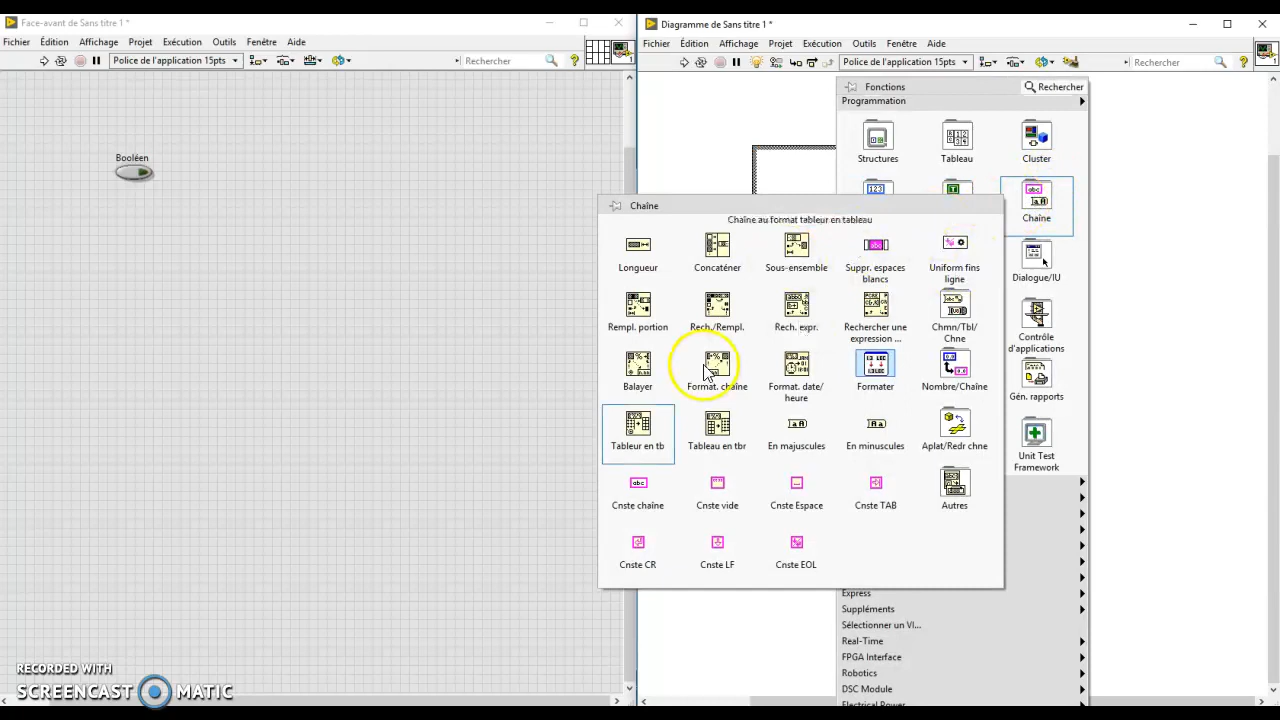 Face-avant de Sans titre 1 *
Fichier Édition Affichage Projet Exécution Outils Fenêtre Aide
Police de l'application 15pts
Rechercher
Booléen
Diagramme de Sans titre 1 *
Fichier Édition Affichage Projet Exécution Outils Fenêtre Aide
Police de l'application 15pts
Rechercher
Fonctions
Rechercher
Programmation
Structures Tableau Cluster
Chaîne
Dialogue/IU
Contrôle
d'applications
Gén. rapports
Unit Test
Framework
Chaîne
Chaîne au format tableur en tableau
Longueur Concaténer Sous-ensemble Suppr. espaces
blancs
Uniform fins
ligne
Rempl. portion Rech./Rempl. Rech. expr. Rechercher une
expression ...
Chmn/Tbl/
Chne
Balayer Format. chaîne Format. date/
heure
Formater Nombre/Chaîne
Tableur en tb Tableau en tbr En majuscules En minuscules Aplat/Redr chne
Cnste chaîne Cnste vide Cnste Espace Cnste TAB Autres
Cnste CR Cnste LF Cnste EOL
Express
Suppléments
Sélectionner un VI...
Real-Time
FPGA Interface
Robotics
DSC Module
Electrical Power
RECORDED WITH
SCREENCAST MATIC